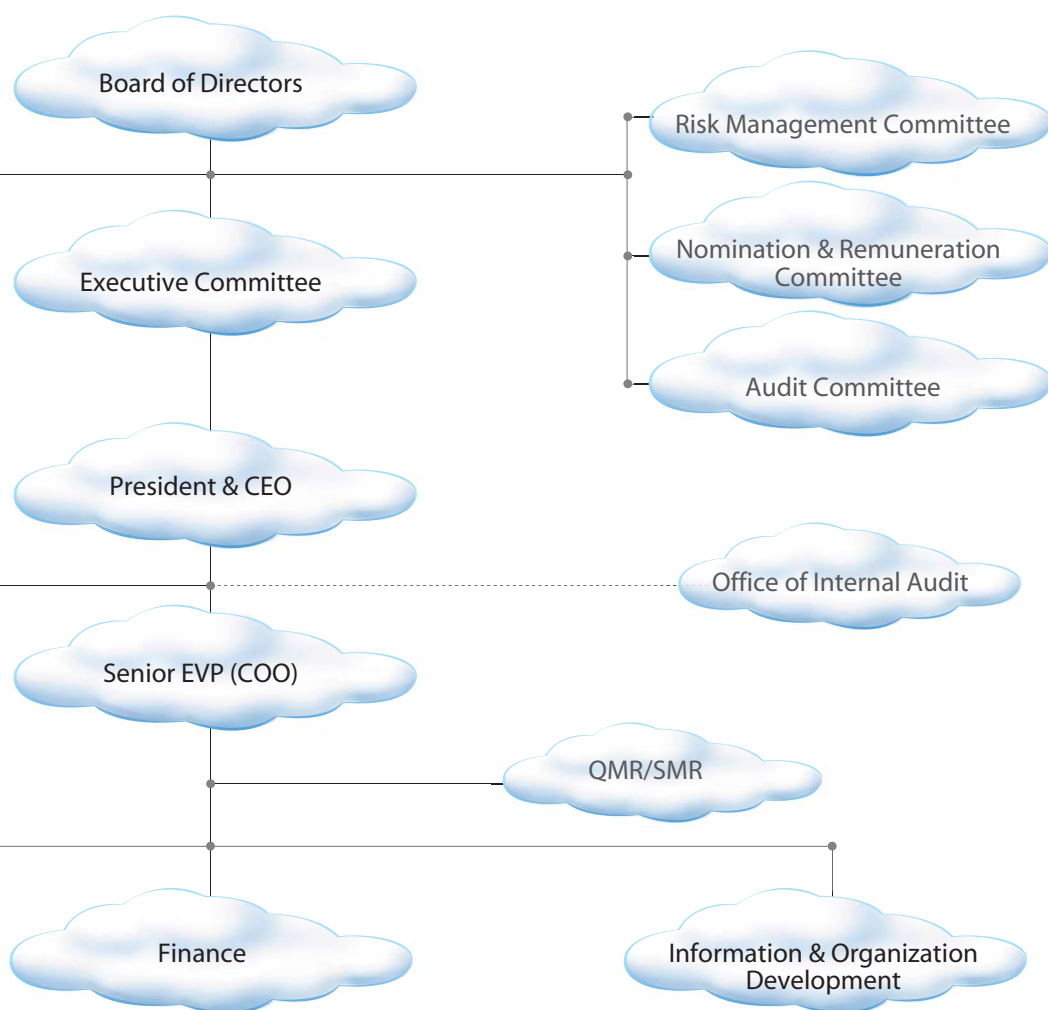 Board of Directors
Risk Management Committee
Nomination & Remuneration
Committee
Executive Committee
Audit Committee
President & CEO
Office of Internal Audit
Senior EVP (COO)
QMR/SMR
Finance
Information & Organization
Development